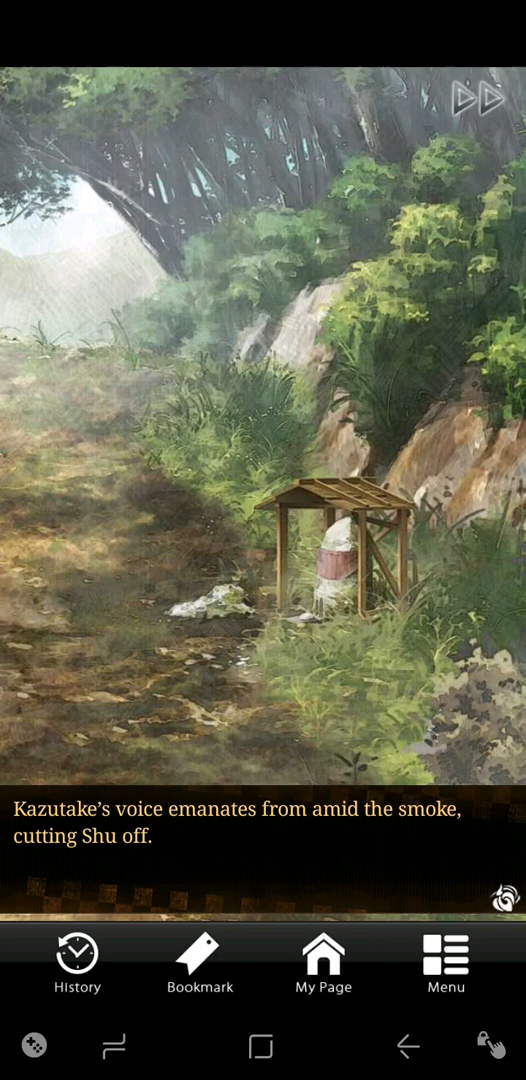 Kazutake’s voice emanates from amid the smoke,
cutting Shu off.
History
Bookmark
My Page
Menu